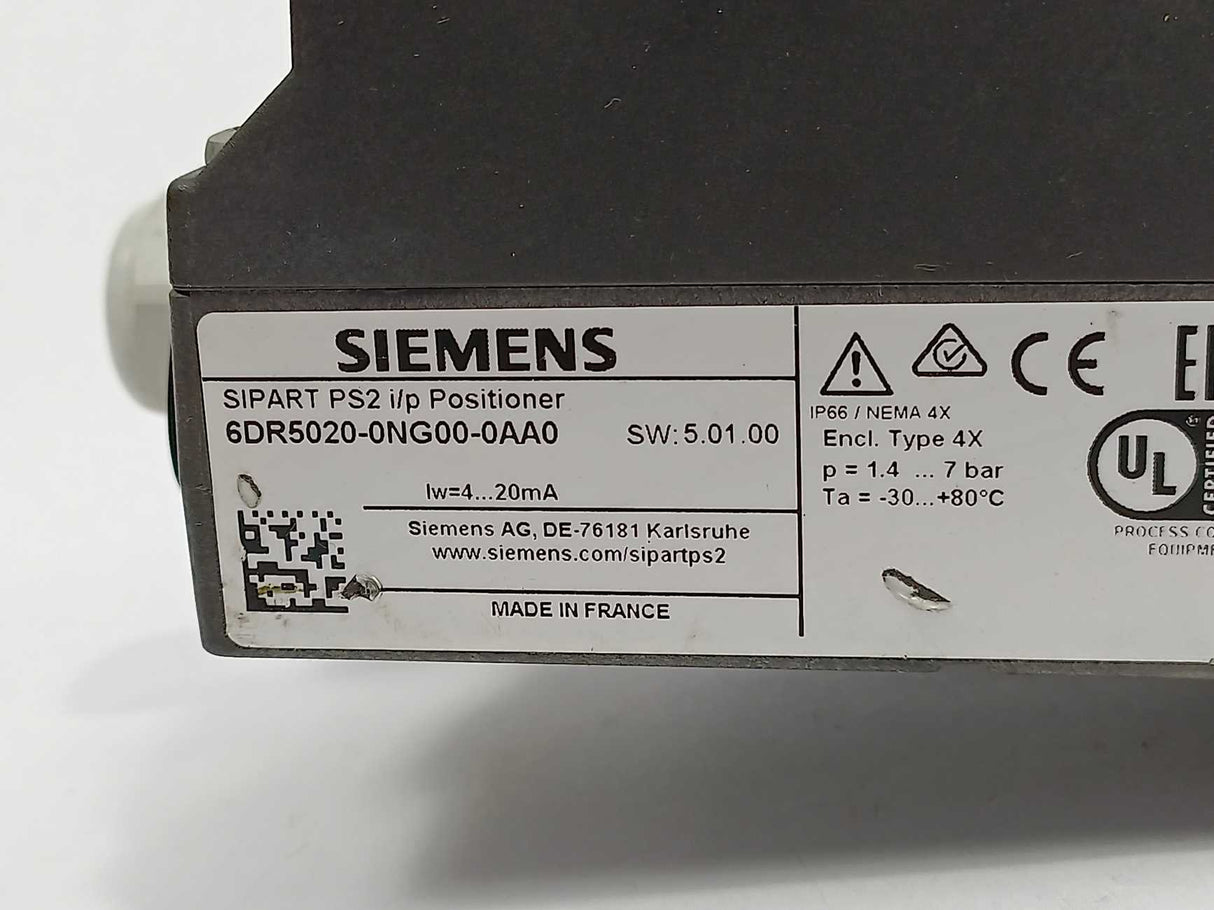 SIEMENS
SIPART PS2 i/p Positioner
6DR5020-0NG00-0AA0 SW: 5.01.00
Iw=4...20mA
Siemens AG, DE-76181 Karlsruhe
www.siemens.com/sipartps2
MADE IN FRANCE
CE
IP66 / NEMA 4X
Encl. Type 4X
p = 1.4 ... 7 bar
Ta = -30...+80°C
UL
CERTIFIED
PROCESS